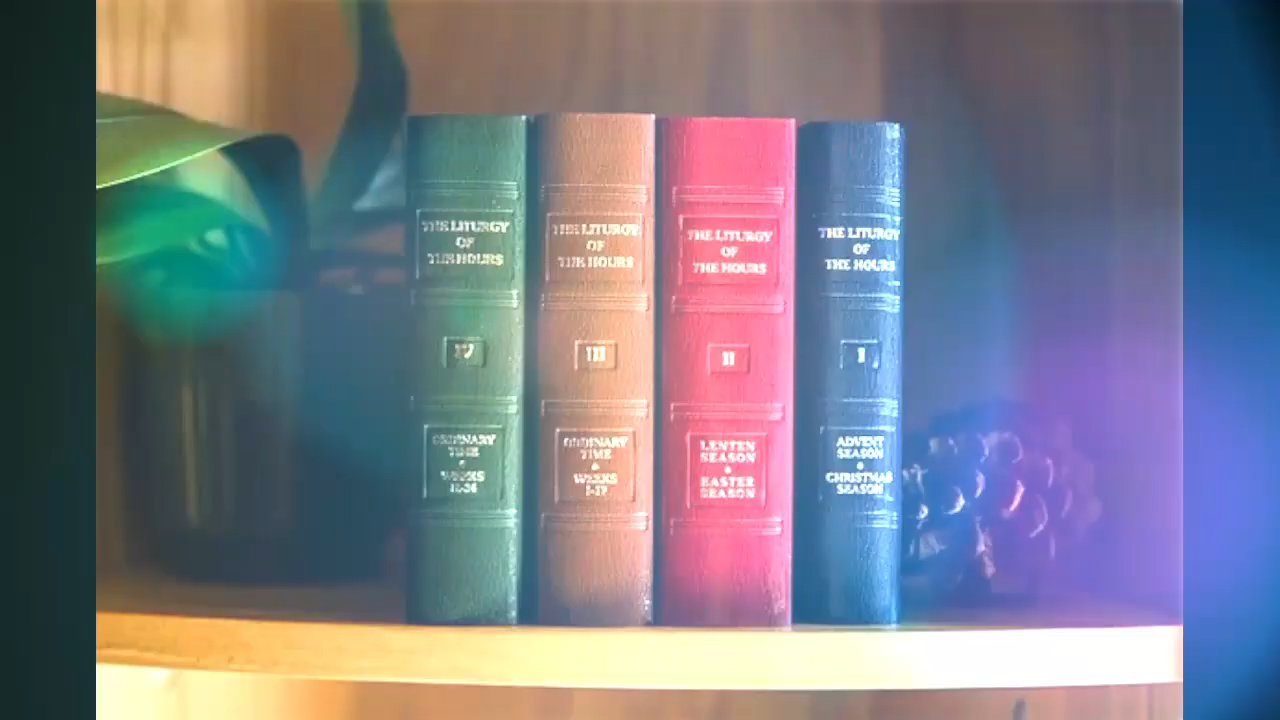 THE LITURGY
OF
THE HOURS
IV
ORDINARY
TIME
&
WEEKS
18-34
THE LITURGY
OF
THE HOURS
III
ORDINARY
TIME
&
WEEKS
1-17
THE LITURGY
OF
THE HOURS
II
LENTEN
SEASON
&
EASTER
SEASON
THE LITURGY
OF
THE HOURS
I
ADVENT
SEASON
&
CHRISTMAS
SEASON